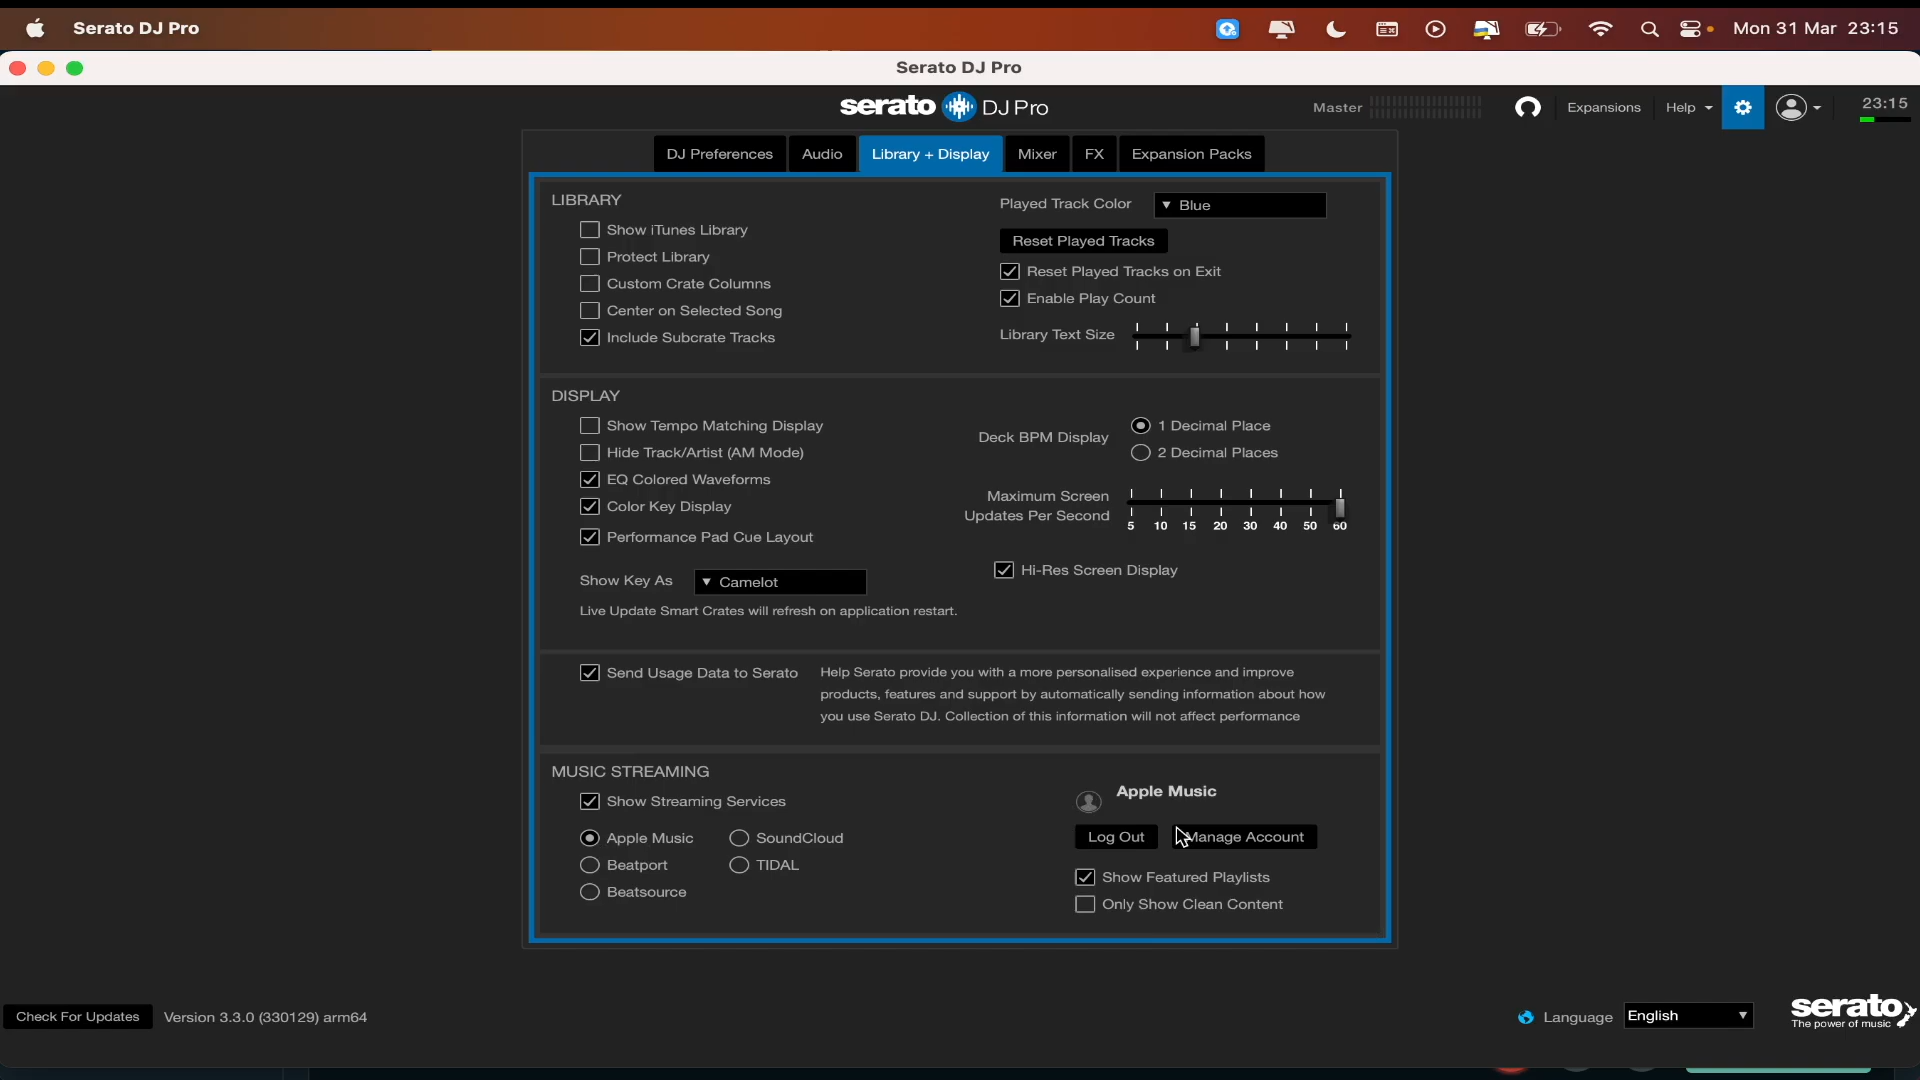 Serato DJ Pro
Mon 31 Mar 23:15
Serato DJ Pro
serato DJ Pro
Master
Expansions
Help
23:15
DJ Preferences
Audio
Library + Display
Mixer
FX
Expansion Packs
LIBRARY
Show iTunes Library
Protect Library
Custom Crate Columns
Center on Selected Song
Include Subcrate Tracks
Played Track Color
Blue
Reset Played Tracks
Reset Played Tracks on Exit
Enable Play Count
Library Text Size
DISPLAY
Show Tempo Matching Display
Hide Track/Artist (AM Mode)
EQ Colored Waveforms
Color Key Display
Performance Pad Cue Layout
Show Key As
Camelot
Live Update Smart Crates will refresh on application restart.
Deck BPM Display
1 Decimal Place
2 Decimal Places
Maximum Screen
Updates Per Second
5 10 15 20 30 40 50 60
Hi-Res Screen Display
Send Usage Data to Serato
Help Serato provide you with a more personalised experience and improve
products, features and support by automatically sending information about how
you use Serato DJ. Collection of this information will not affect performance
MUSIC STREAMING
Show Streaming Services
Apple Music
SoundCloud
Beatport
TIDAL
Beatsource
Apple Music
Log Out
Manage Account
Show Featured Playlists
Only Show Clean Content
Check For Updates
Version 3.3.0 (330129) arm64
Language
English
serato
The power of music